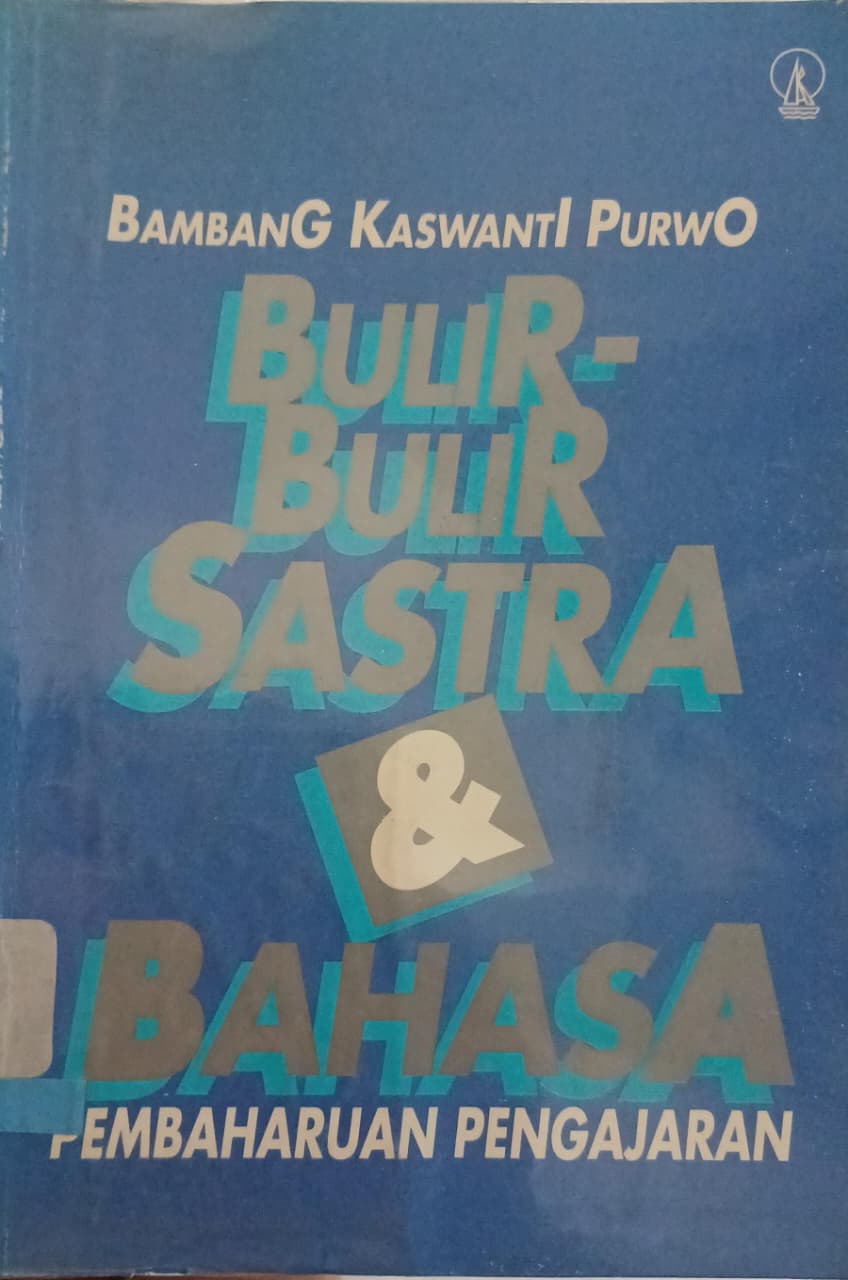 BAMBANG KASWANTI PURWO
BULIR-
BULIR
SASTRA
&
BAHASA
PEMBAHARUAN PENGAJARAN